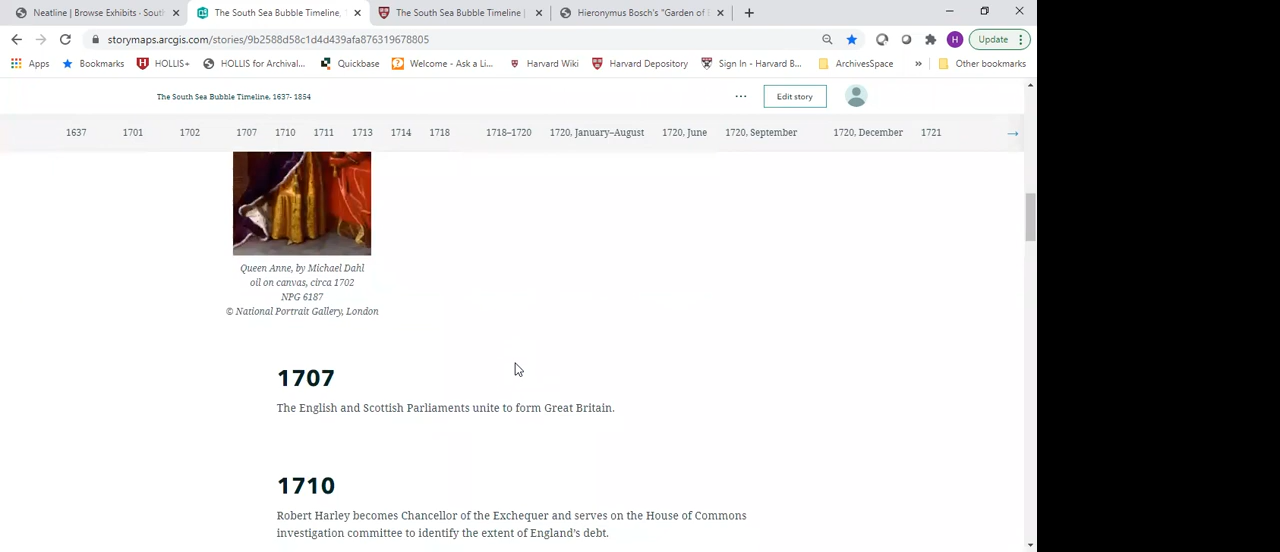 Neatline | Browse Exhibits - Sout
The South Sea Bubble Timeline,
The South Sea Bubble Timeline |
Hieronymus Bosch's "Garden of
storymaps.arcgis.com/stories/9b2588d58c1d4d439afa876319678805
H
Update
Apps
Bookmarks
HOLLIS+
HOLLIS for Archival...
Quickbase
Welcome - Ask a Li...
Harvard Wiki
Harvard Depository
Sign In - Harvard B...
ArchivesSpace
»
Other bookmarks
The South Sea Bubble Timeline, 1637- 1854
...
Edit story
1637 1701 1702 1707 1710 1711 1713 1714 1718 1718–1720 1720, January–August 1720, June 1720, September 1720, December 1721
Queen Anne, by Michael Dahl
oil on canvas, circa 1702
NPG 6187
© National Portrait Gallery, London
1707
The English and Scottish Parliaments unite to form Great Britain.
1710
Robert Harley becomes Chancellor of the Exchequer and serves on the House of Commons
investigation committee to identify the extent of England's debt.